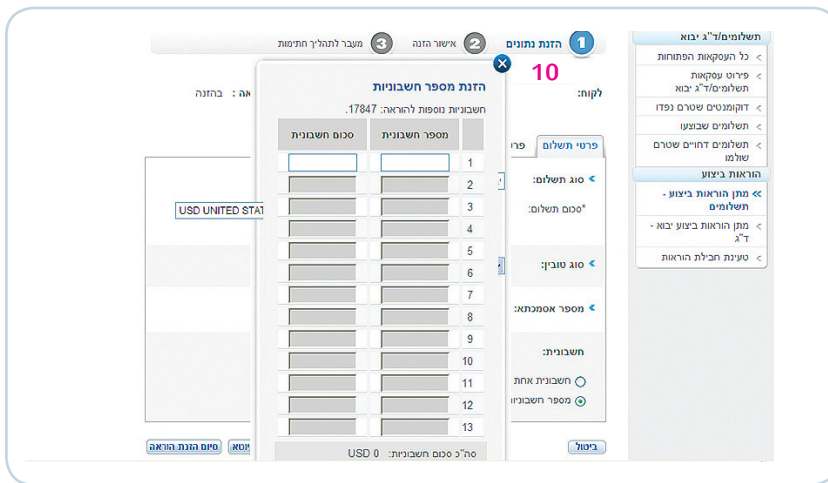 תשלומים/ד"ג יבוא
כל העסקאות הפתוחות
פירוט עסקאות
תשלומים/ד"ג יבוא
דוקומנטים שטרם נפדו
תשלומים שבוצעו
תשלומים דחויים שטרם
שולמו
הוראות ביצוע
מתן הוראות ביצוע -
תשלומים
מתן הוראות ביצוע יבוא -
ד"ג
טעינת חבילת הוראות
1 הזנת נתונים 2 אישור הזנה 3 מעבר לתהליך חתימות
10
לקוח:
אה : בהזנה
פרטי תשלום
פר
סוג תשלום:
*סכום תשלום:
USD UNITED STAT
סוג טובין:
מספר אסמכתא:
חשבונית:
חשבונית אחת
מספר חשבוניו
הזנת מספר חשבוניות
חשבוניות נוספות להוראה: 17847.
מספר חשבונית סכום חשבונית
1
2
3
4
5
6
7
8
9
10
11
12
13
סה"כ סכום חשבוניות: USD 0
ביטול
יוטא
סיום הזנת הוראה